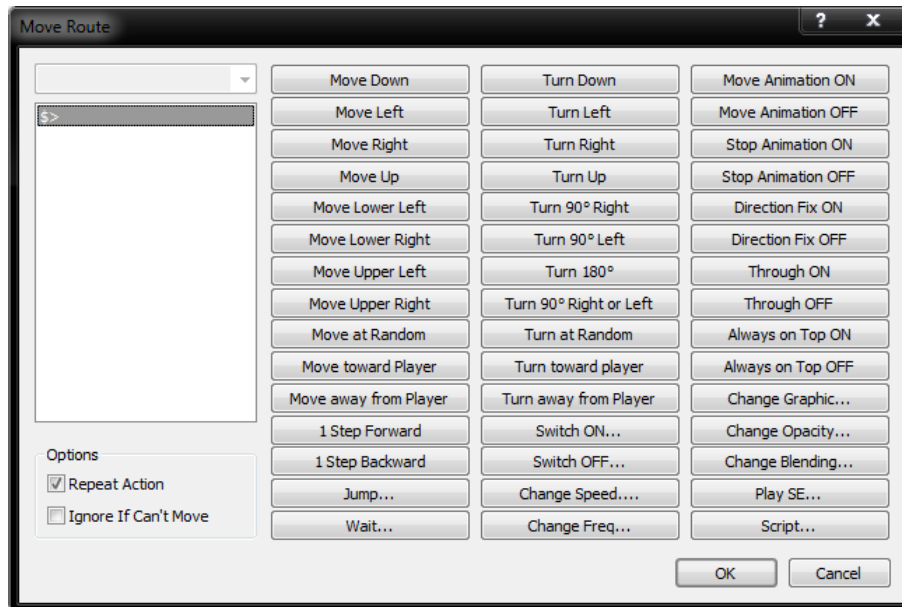 Move Route
? x
$>
Options
Repeat Action
Ignore If Can't Move
Move Down
Move Left
Move Right
Move Up
Move Lower Left
Move Lower Right
Move Upper Left
Move Upper Right
Move at Random
Move toward Player
Move away from Player
1 Step Forward
1 Step Backward
Jump...
Wait...
Turn Down
Turn Left
Turn Right
Turn Up
Turn 90° Right
Turn 90° Left
Turn 180°
Turn 90° Right or Left
Turn at Random
Turn toward player
Turn away from Player
Switch ON...
Switch OFF...
Change Speed....
Change Freq...
Move Animation ON
Move Animation OFF
Stop Animation ON
Stop Animation OFF
Direction Fix ON
Direction Fix OFF
Through ON
Through OFF
Always on Top ON
Always on Top OFF
Change Graphic...
Change Opacity...
Change Blending...
Play SE...
Script...
OK
Cancel